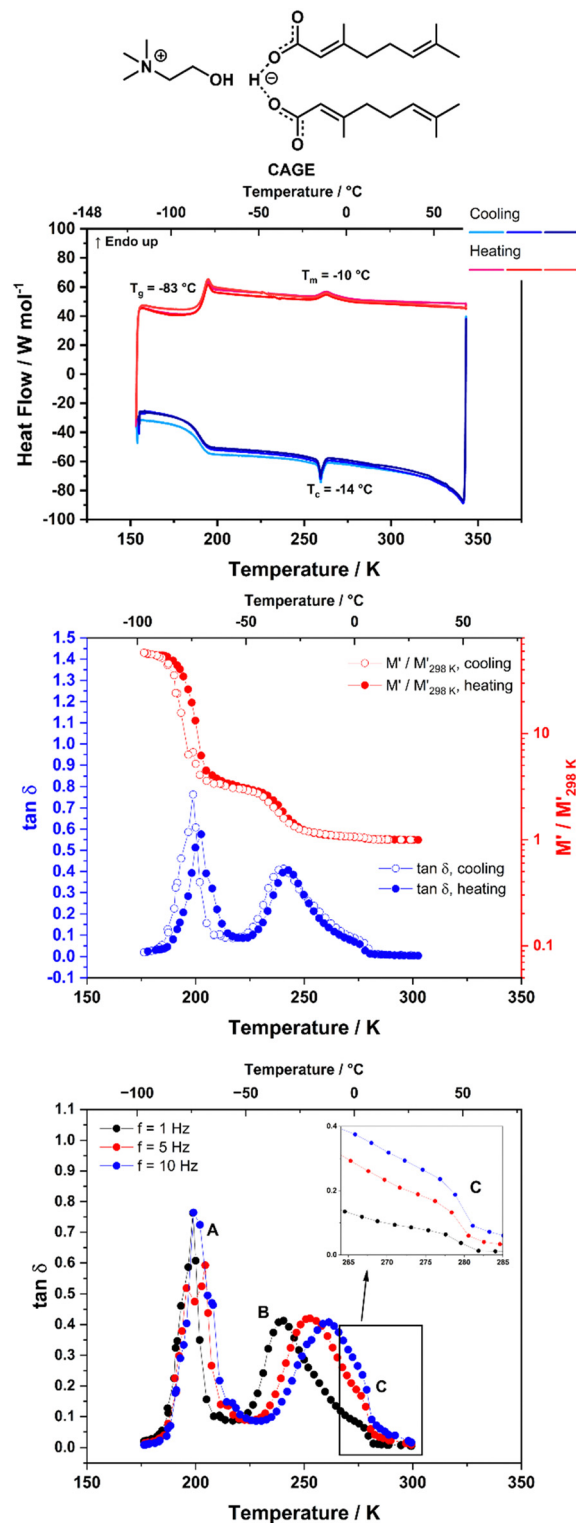 O
O
N
⊕
OH
H
⊖
O
O
CAGE
Temperature / °C
-148 -100 -50 0 50
↑ Endo up
Cooling
Heating
Tg = -83 °C
Tm = -10 °C
Tc = -14 °C
Heat Flow / W mol-1
100
80
60
40
20
0
-20
-40
-60
-80
-100
150 200 250 300 350
Temperature / K
Temperature / °C
-100 -50 0 50
M' / M'298 K, cooling
M' / M'298 K, heating
tan δ, cooling
tan δ, heating
tan δ
1.5
1.4
1.3
1.2
1.1
1.0
0.9
0.8
0.7
0.6
0.5
0.4
0.3
0.2
0.1
0.0
-0.1
10
1
0.1
M' / M'298 K
150 200 250 300 350
Temperature / K
Temperature / °C
−100 −50 0 50
f = 1 Hz
f = 5 Hz
f = 10 Hz
A
B
C
C
0.4
0.2
0.0
265 270 275 280 285
tan δ
1.1
1.0
0.9
0.8
0.7
0.6
0.5
0.4
0.3
0.2
0.1
0.0
150 200 250 300 350
Temperature / K